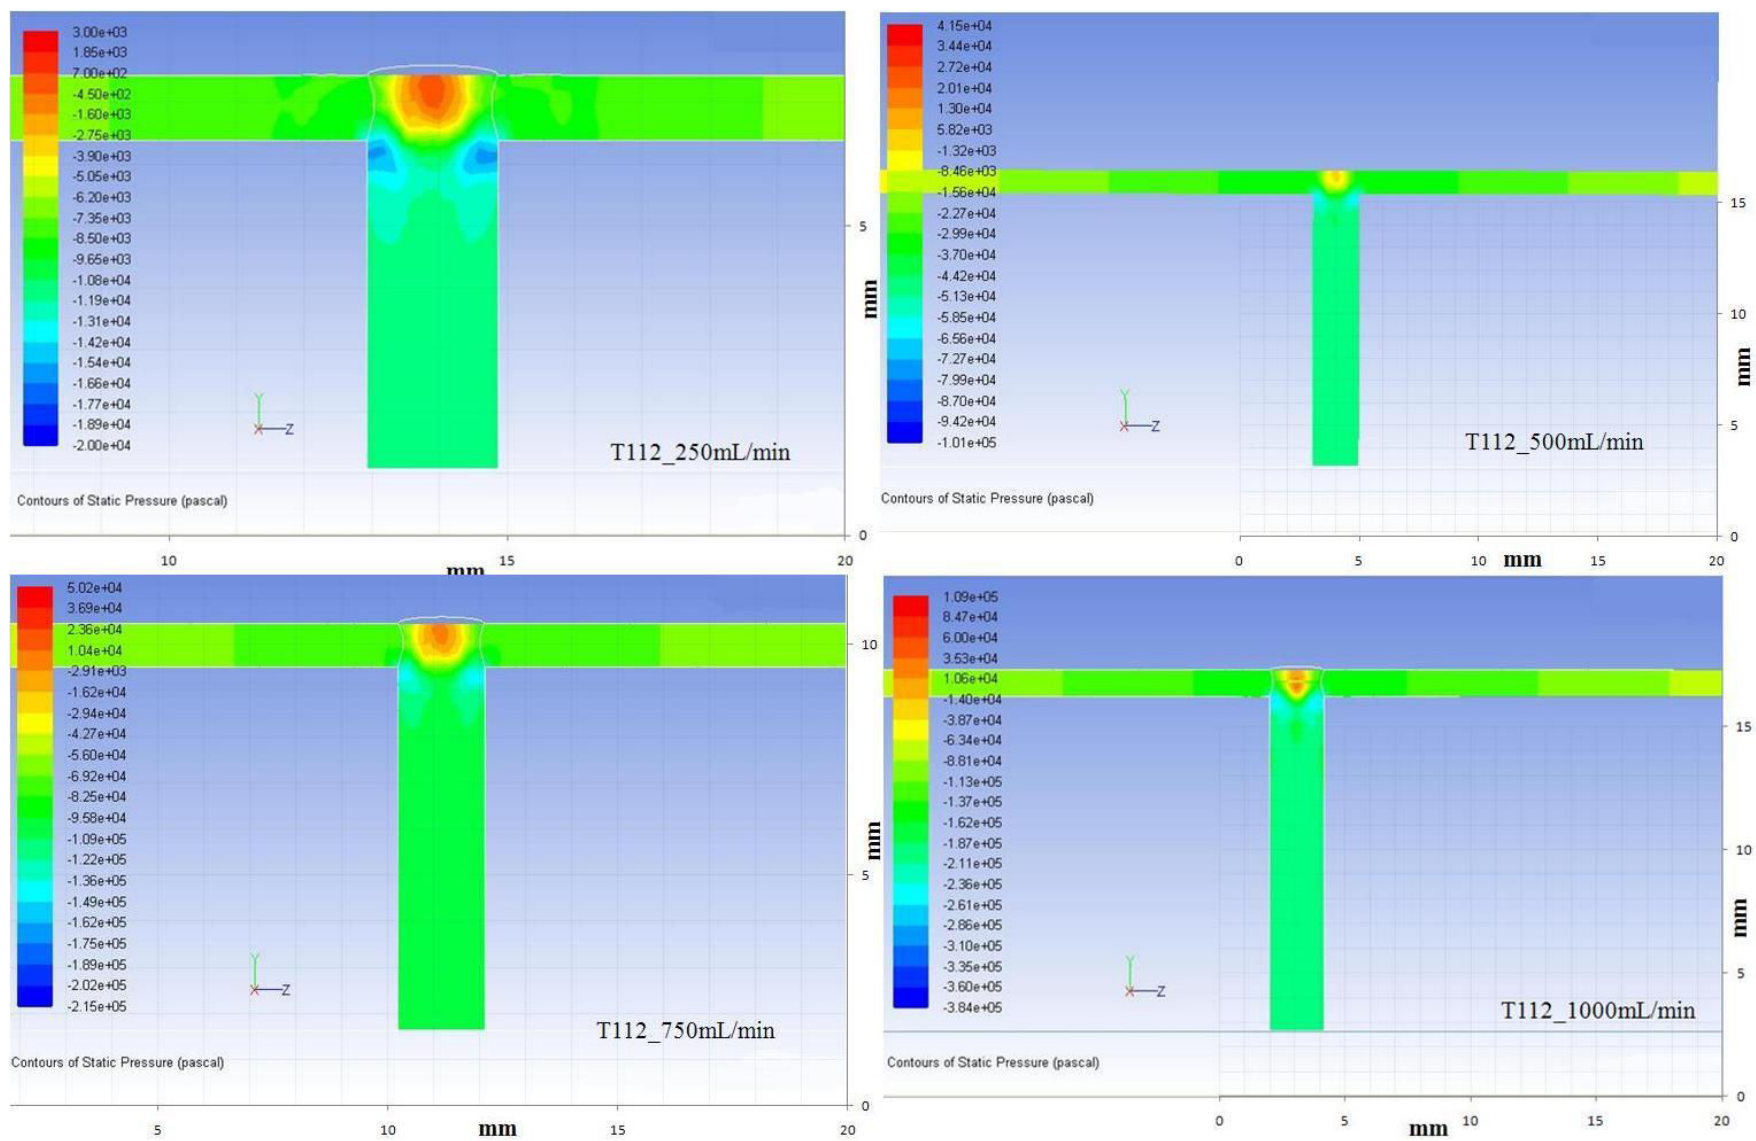 3.00e+03
1.85e+03
7.00e+02
-4.50e+02
-1.60e+03
-2.75e+03
-3.90e+03
-5.05e+03
-6.20e+03
-7.35e+03
-8.50e+03
-9.65e+03
-1.08e+04
-1.19e+04
-1.31e+04
-1.42e+04
-1.54e+04
-1.66e+04
-1.77e+04
-1.89e+04
-2.00e+04
Y
X Z
T112_250mL/min
Contours of Static Pressure (pascal)
5
0
mm
10 15 20
mm
4.15e+04
3.44e+04
2.72e+04
2.01e+04
1.30e+04
5.82e+03
-1.32e+03
-8.46e+03
-1.56e+04
-2.27e+04
-2.99e+04
-3.70e+04
-4.42e+04
-5.13e+04
-5.85e+04
-6.56e+04
-7.27e+04
-7.99e+04
-8.70e+04
-9.42e+04
-1.01e+05
Y
X Z
T112_500mL/min
Contours of Static Pressure (pascal)
15
10
5
0
mm
0 5 10 mm 15 20
5.02e+04
3.69e+04
2.36e+04
1.04e+04
-2.91e+03
-1.62e+04
-2.94e+04
-4.27e+04
-5.60e+04
-6.92e+04
-8.25e+04
-9.58e+04
-1.09e+05
-1.22e+05
-1.36e+05
-1.49e+05
-1.62e+05
-1.75e+05
-1.89e+05
-2.02e+05
-2.15e+05
Y
X Z
T112_750mL/min
Contours of Static Pressure (pascal)
10
5
0
mm
5 10 mm 15 20
1.09e+05
8.47e+04
6.00e+04
3.53e+04
1.06e+04
-1.40e+04
-3.87e+04
-6.34e+04
-8.81e+04
-1.13e+05
-1.37e+05
-1.62e+05
-1.87e+05
-2.11e+05
-2.36e+05
-2.61e+05
-2.86e+05
-3.10e+05
-3.35e+05
-3.60e+05
-3.84e+05
Y
X Z
T112_1000mL/min
Contours of Static Pressure (pascal)
15
10
5
0
mm
0 5 10 15 20
mm